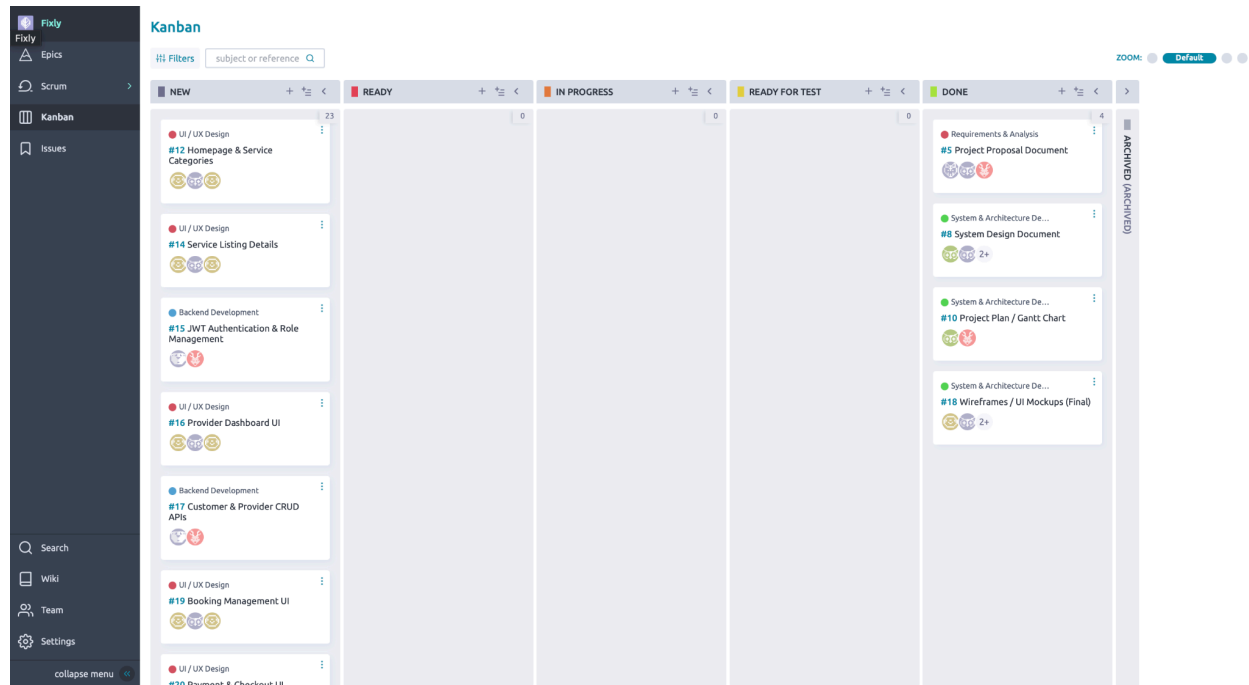 Fixly
Fixly
Epics
Scrum
Kanban
Issues
Search
Wiki
Team
Settings
collapse menu
Kanban
Filters
subject or reference
ZOOM:
Default
NEW
23
UI / UX Design
#12 Homepage & Service
Categories
UI / UX Design
#14 Service Listing Details
Backend Development
#15 JWT Authentication & Role
Management
UI / UX Design
#16 Provider Dashboard UI
Backend Development
#17 Customer & Provider CRUD
APIs
UI / UX Design
#19 Booking Management UI
UI / UX Design
#20 Payment & Checkout UI
READY
0
IN PROGRESS
0
READY FOR TEST
0
DONE
4
Requirements & Analysis
#5 Project Proposal Document
System & Architecture De...
#8 System Design Document
2+
System & Architecture De...
#10 Project Plan / Gantt Chart
System & Architecture De...
#18 Wireframes / UI Mockups (Final)
2+
ARCHIVED (ARCHIVED)